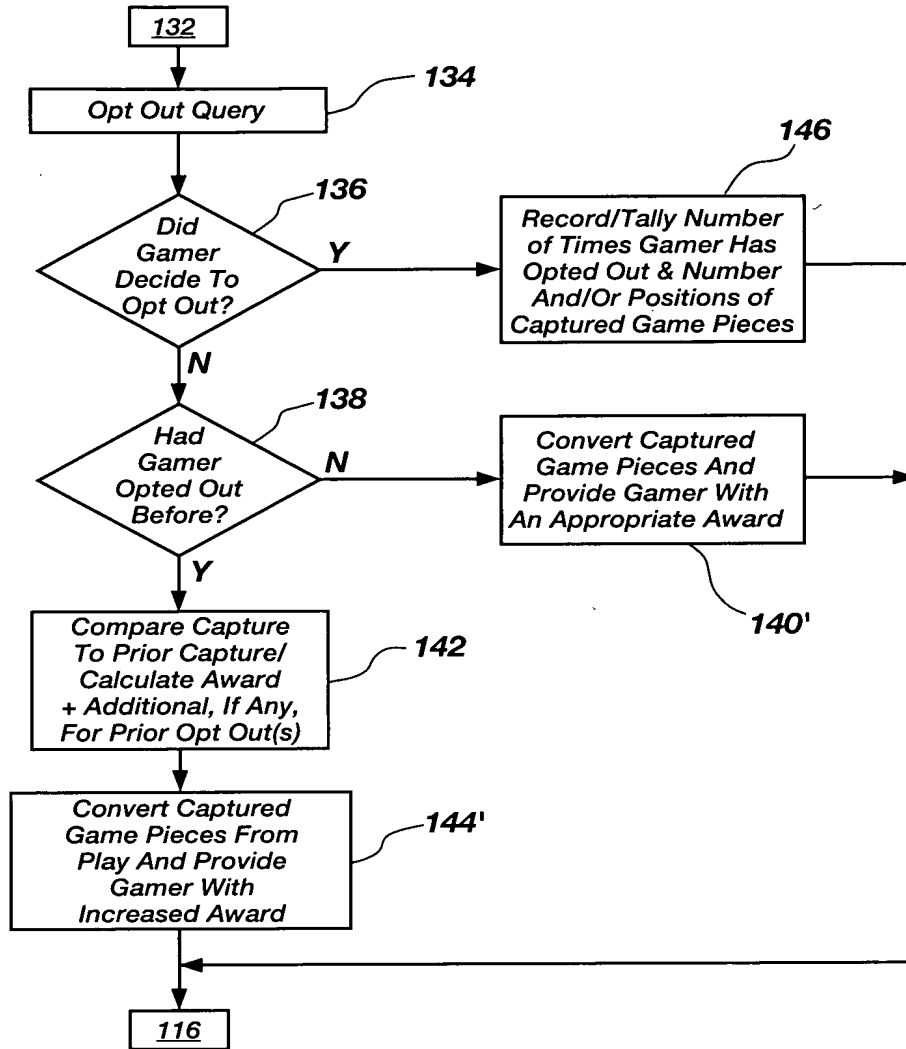 132
134
Opt Out Query
136
146
Did
Gamer
Decide To
Opt Out?
Y
Record/Tally Number
of Times Gamer Has
Opted Out & Number
And/Or Positions of
Captured Game Pieces
N
138
Had
Gamer
Opted Out
Before?
N
Convert Captured
Game Pieces And
Provide Gamer With
An Appropriate Award
Y
140'
Compare Capture
To Prior Capture/
Calculate Award
+ Additional, If Any,
For Prior Opt Out(s)
142
Convert Captured
Game Pieces From
Play And Provide
Gamer With
Increased Award
144'
116